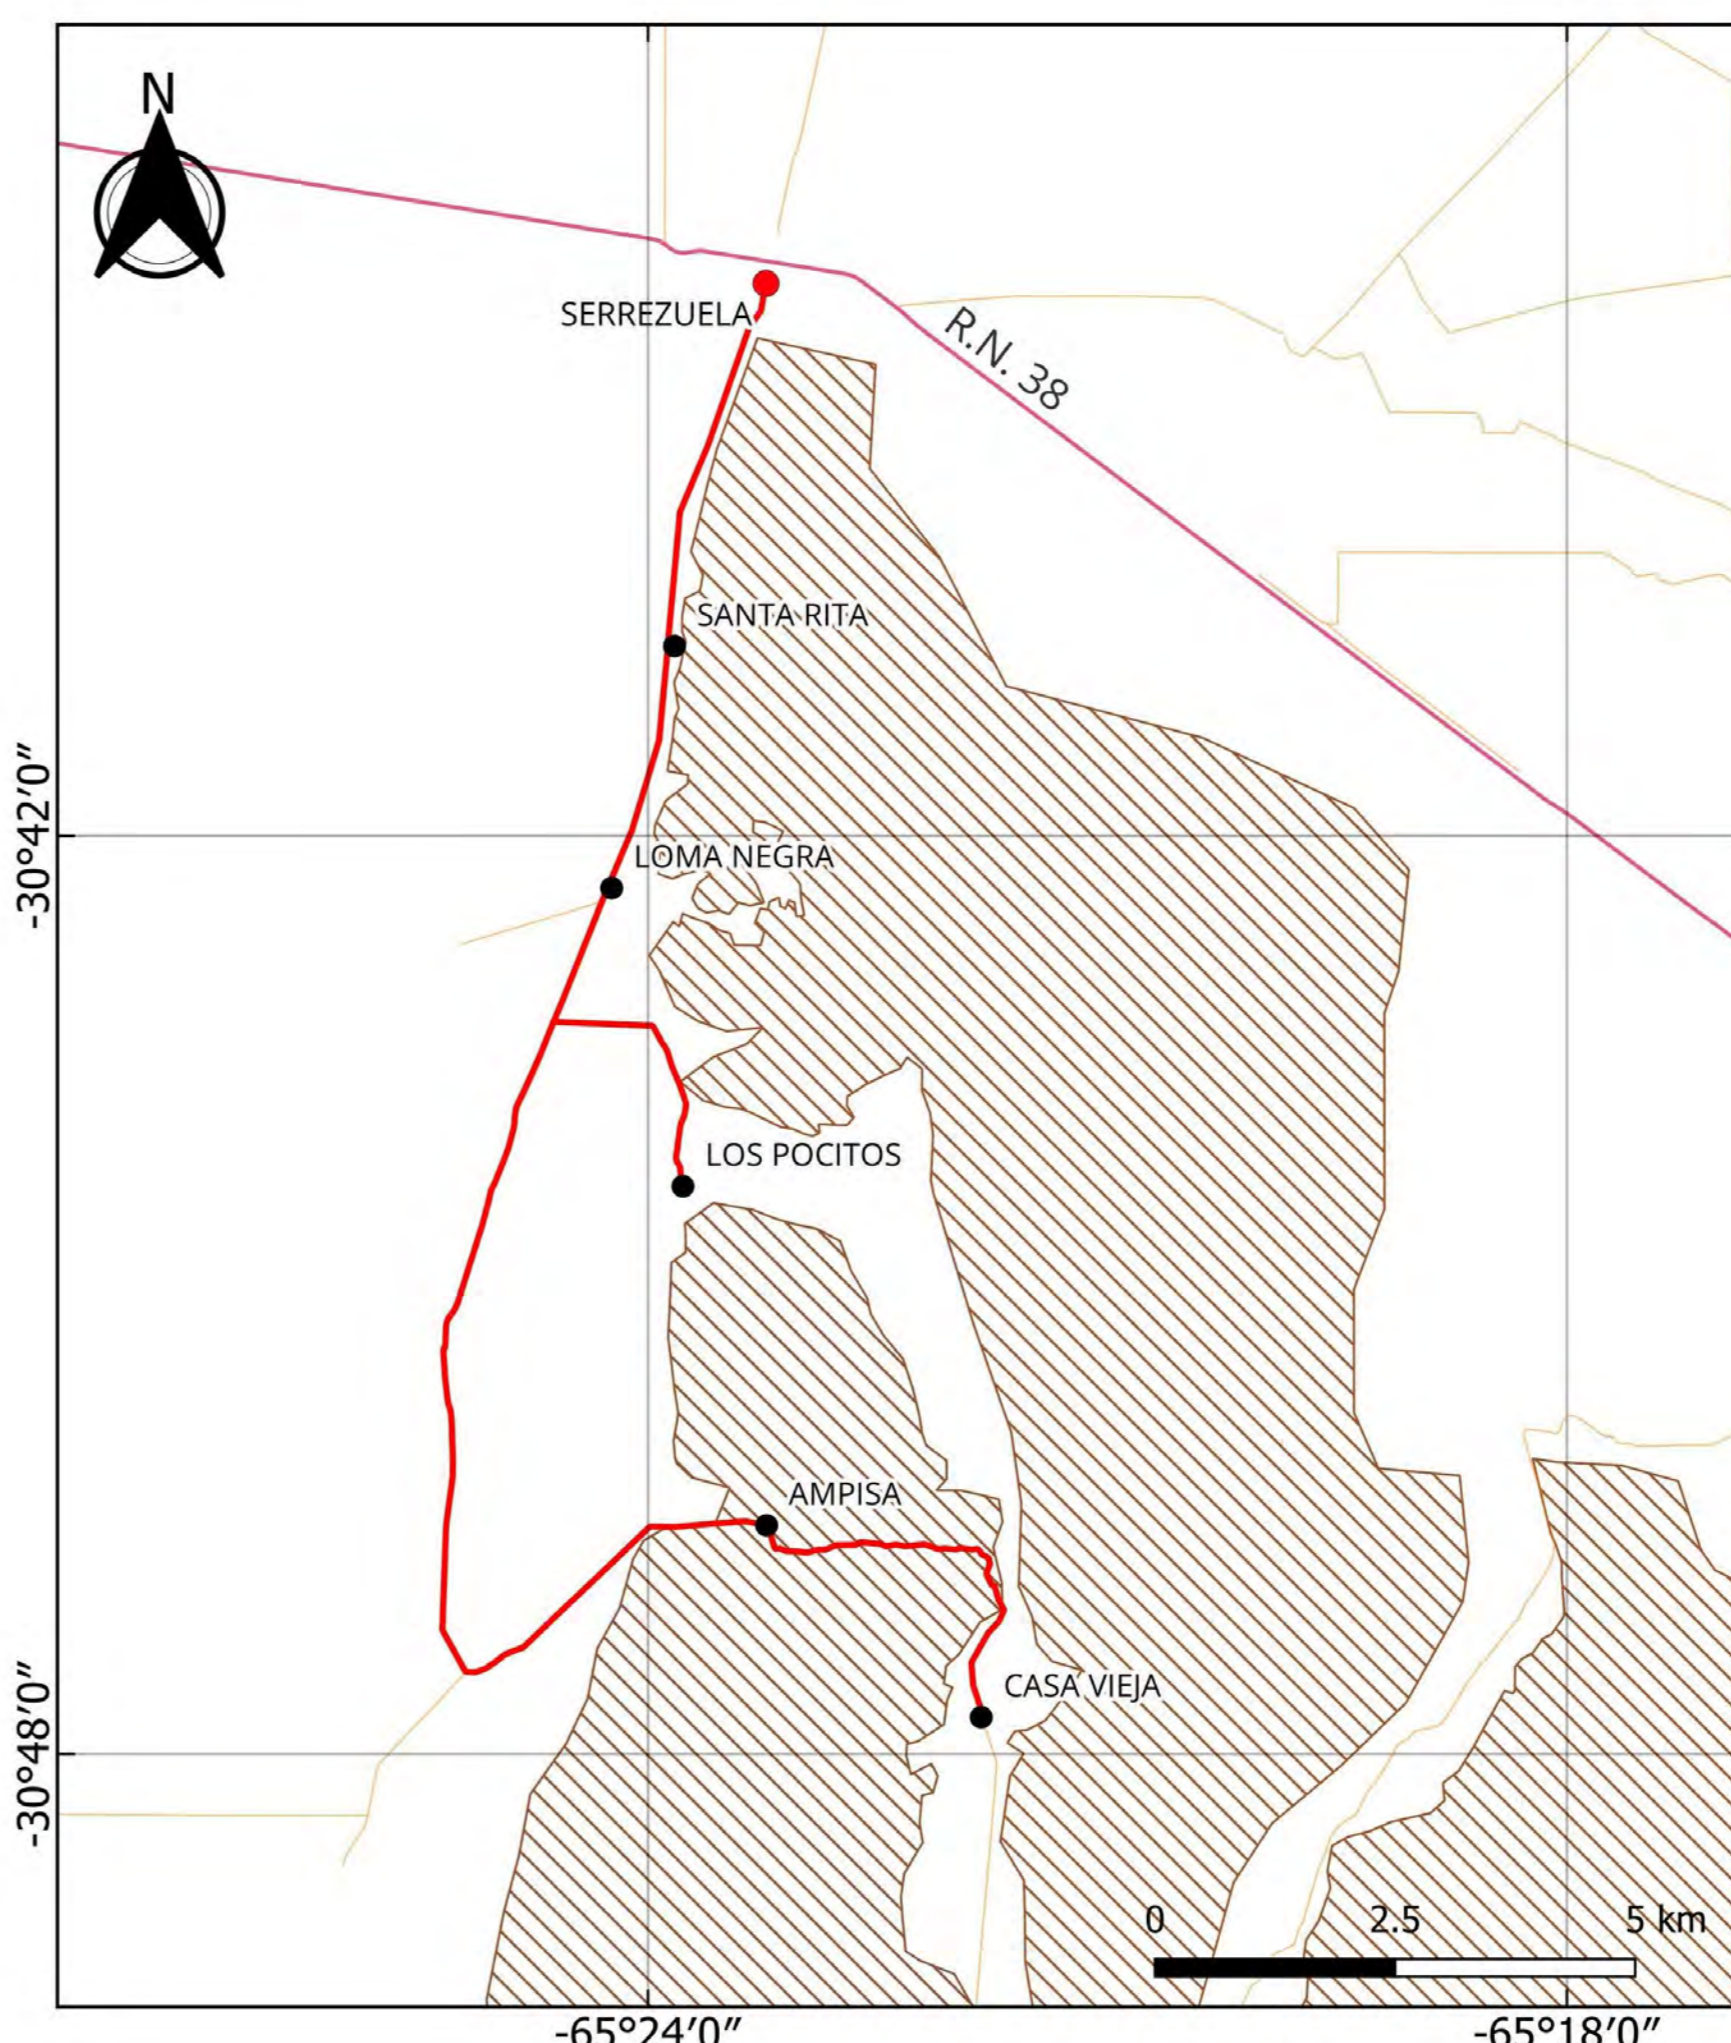 N
SERREZUELA
R.N. 38
SANTA RITA
-30°42′0″
LOMA NEGRA
LOS POCITOS
AMPISA
CASA VIEJA
-30°48′0″
0 2.5 5 km
-65°24′0″ -65°18′0″